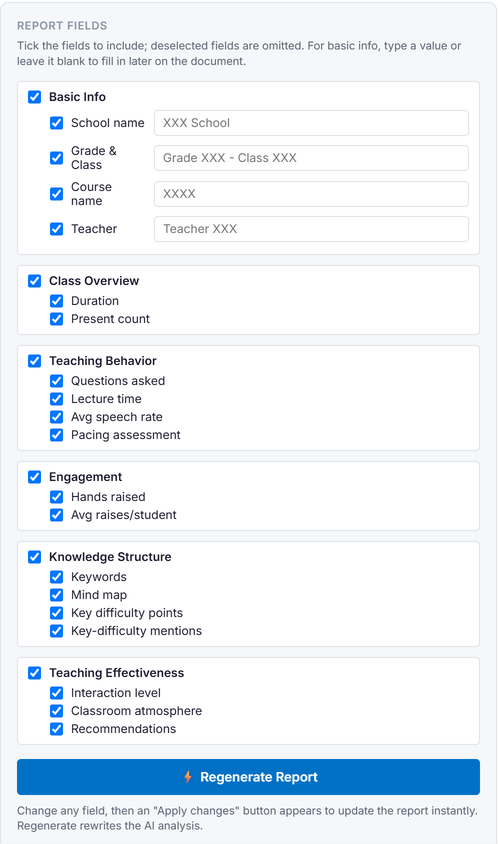 REPORT FIELDS
Tick the fields to include; deselected fields are omitted. For basic info, type a value or
leave it blank to fill in later on the document.
Basic Info
School name
XXX School
Grade &
Class
Grade XXX - Class XXX
Course
name
XXXX
Teacher
Teacher XXX
Class Overview
Duration
Present count
Teaching Behavior
Questions asked
Lecture time
Avg speech rate
Pacing assessment
Engagement
Hands raised
Avg raises/student
Knowledge Structure
Keywords
Mind map
Key difficulty points
Key-difficulty mentions
Teaching Effectiveness
Interaction level
Classroom atmosphere
Recommendations
Regenerate Report
Change any field, then an "Apply changes" button appears to update the report instantly.
Regenerate rewrites the AI analysis.